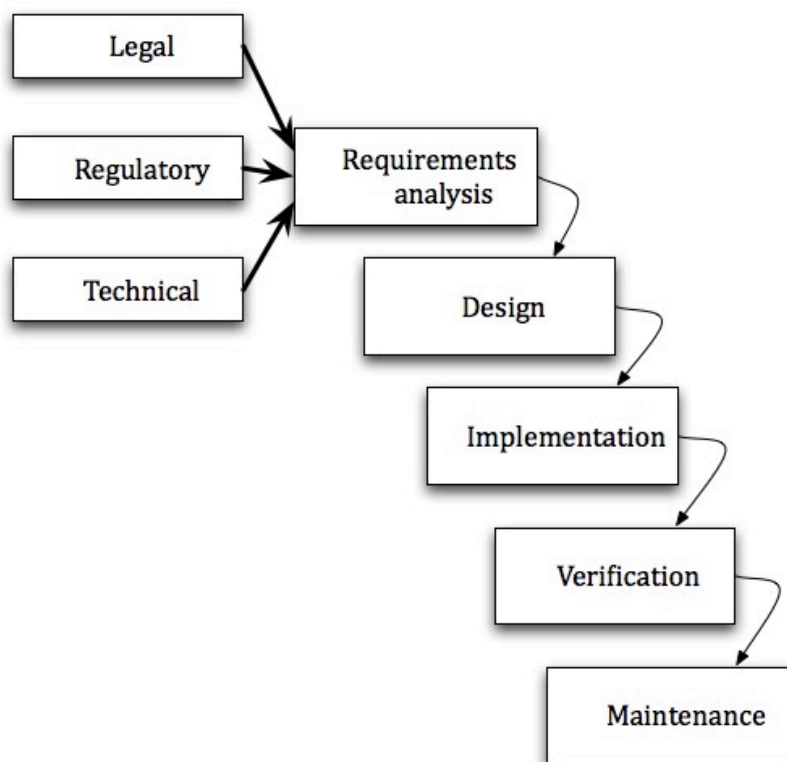 Legal
Regulatory
Technical
Requirements
analysis
Design
Implementation
Verification
Maintenance